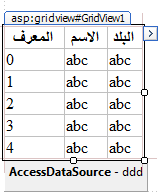 asp:gridview#GridView1
المعرف الاسم البلد
0 abc abc
1 abc abc
2 abc abc
3 abc abc
4 abc abc
AccessDataSource - ddd